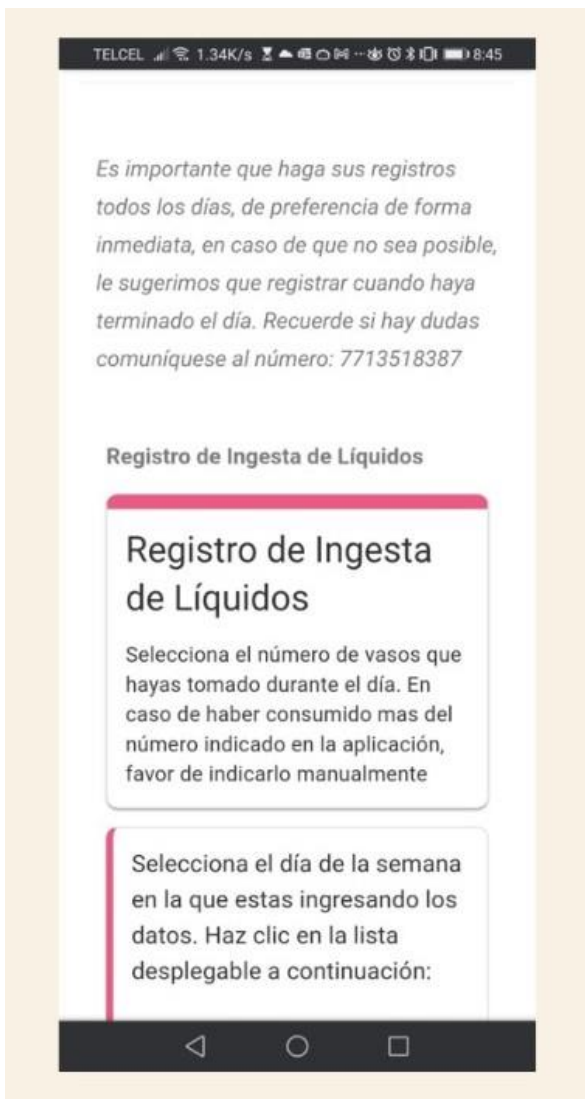 TELCEL 1.34K/s 8:45
Es importante que haga sus registros
todos los días, de preferencia de forma
inmediata, en caso de que no sea posible,
le sugerimos que registrar cuando haya
terminado el día. Recuerde si hay dudas
comuníquese al número: 7713518387
Registro de Ingesta de Líquidos
Registro de Ingesta
de Líquidos
Selecciona el número de vasos que
hayas tomado durante el día. En
caso de haber consumido mas del
número indicado en la aplicación,
favor de indicarlo manualmente
Selecciona el día de la semana
en la que estas ingresando los
datos. Haz clic en la lista
desplegable a continuación: